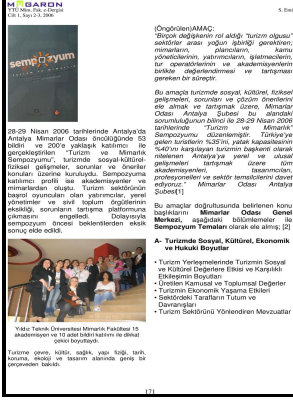 MEGARON
YTÜ Mim. Fak. e-Dergisi
Cilt 1, Sayı 2-3, 2006
sempozyum
28-29 Nisan 2006 tarihlerinde Antalya'da
Antalya Mimarlar Odası öncülüğünde 53
bildiri ve 200'e yaklaşık katılımcı ile
gerçekleştirilen "Turizm ve Mimarlık
Sempozyumu", turizmde sosyal-kültürel-
fiziksel gelişmeler, sorunlar ve öneriler
konuları üzerine kuruluydu. Sempozyuma
katılımcı profili ise akademisyenler ve
mimarlardan oluştu. Turizm sektörünün
başrol oyuncuları olan yatırımcılar, yerel
yönetimler ve sivil toplum örgütlerinin
eksikliği, sorunların tartışma platformuna
çıkmasını engelledi. Dolayısıyla
sempozyum öncesi beklentilerden eksik
sonuç elde edildi.
Yıldız Teknik Üniversitesi Mimarlık Fakültesi 15
akademisyen ve 10 adet bildiri katılımı ile dikkat
çekici boyuttaydı.
Turizme çevre, kültür, sağlık, yapı fiziği, tarih,
koruma, ekoloji ve tasarım alanında geniş bir
çerçeveden bakıldı.
S. Emi
(Öngörülen)AMAÇ:
"Birçok değişkenin rol aldığı "turizm olgusu"
sektörler arası yoğun işbirliği gerektiren;
mimarların, plancıların, kamu
yöneticilerinin, yatırımcıların, işletmecilerin,
tur operatörlerinin ve akademisyenlerin
birlikte değerlendirmesi ve tartışması
gereken bir süreçtir.
Bu amaçla turizmde sosyal, kültürel, fiziksel
gelişmeleri, sorunları ve çözüm önerilerini
ele almak ve tartışmak üzere, Mimarlar
Odası Antalya Şubesi bu alandaki
sorumluluğunun bilinci ile 28-29 Nisan 2006
tarihlerinde "Turizm ve Mimarlık"
Sempozyumu düzenlemiştir. Türkiye'ye
gelen turistlerin %35'ini, yatak kapasitesinin
%40'ını karşılayan turizmin başkenti olarak
nitelenen Antalya'ya yerel ve ulusal
gelişmeleri tartışmak üzere tüm
akademisyenleri, tasarımcıları,
profesyonelleri ve sektör temsilcilerini davet
ediyoruz." Mimarlar Odası Antalya
Şubesi[1]
Bu amaçlar doğrultusunda belirlenen konu
başlıklarını Mimarlar Odası Genel
Merkezi, aşağıdaki bölümlemeler ile
Sempozyum Temaları olarak ele almış; [2]
A- Turizmde Sosyal, Kültürel, Ekonomik
ve Hukuki Boyutlar
• Turizm Yerleşmelerinde Turizmin Sosyal
ve Kültürel Değerlere Etkisi ve Karşılıklı
Etkileşimin Boyutları
• Üretilen Kamusal ve Toplumsal Değerler
• Turizmin Ekonomik Yaşama Etkileri
• Sektördeki Tarafların Tutum ve
Davranışları
• Turizm Sektörünü Yönlendiren Mevzuatlar
171